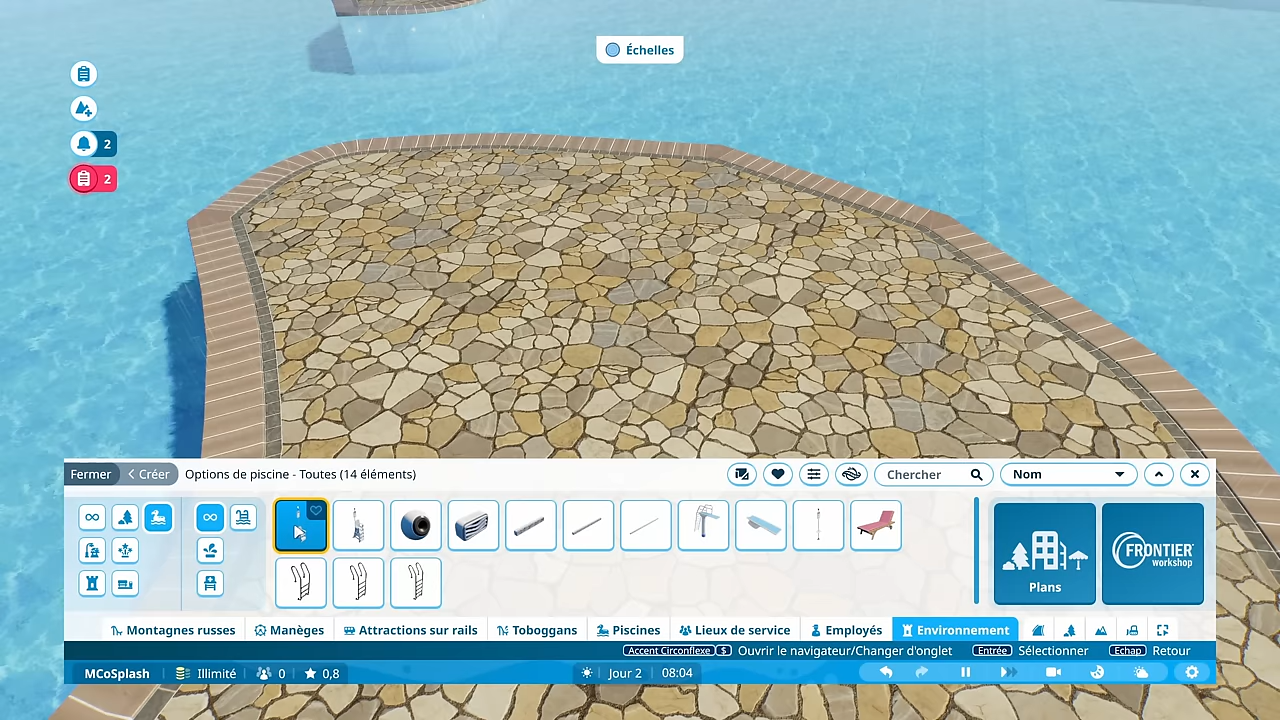 Échelles
2
2
Fermer
Créer
Options de piscine - Toutes (14 éléments)
Chercher
Nom
Plans
FRONTIER
workshop
Montagnes russes
Manèges
Attractions sur rails
Toboggans
Piscines
Lieux de service
Employés
Environnement
Accent Circonflexe $ Ouvrir le navigateur/Changer d'onglet
Entrée Sélectionner
Echap Retour
MCoSplash
Illimité
0
0,8
Jour 2
08:04